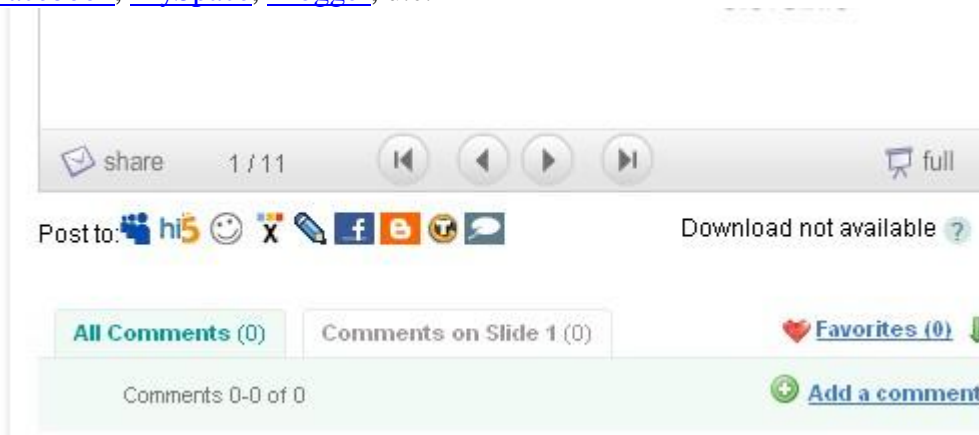 share 1/11 full
Post to: hi5 Download not available ?
All Comments (0) Comments on Slide 1 (0) Favorites (0)
Comments 0-0 of 0 Add a comment